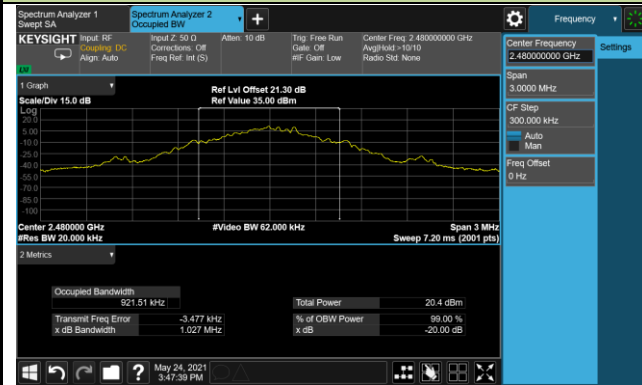 Spectrum Analyzer 1
Swept SA
Spectrum Analyzer 2
Occupied BW
+
Frequency
KEYSIGHT
Input: RF
Coupling: DC
Align: Auto
Input Z: 50 Ω
Corrections: Off
Freq Ref: Int (S)
Atten: 10 dB
Trig: Free Run
Gate: Off
#IF Gain: Low
Center Freq: 2.480000000 GHz
Avg|Hold:>10/10
Radio Std: None
Center Frequency
2.480000000 GHz
Settings
Span
3.0000 MHz
CF Step
300.000 kHz
Auto
Man
Freq Offset
0 Hz
1 Graph
Scale/Div 15.0 dB
Ref Lvl Offset 21.30 dB
Ref Value 35.00 dBm
Log
20.0
5.00
-10.0
-25.0
-40.0
-55.0
-70.0
-85.0
-100
Center 2.480000 GHz
#Res BW 20.000 kHz
#Video BW 62.000 kHz
Span 3 MHz
Sweep 7.20 ms (2001 pts)
2 Metrics
Occupied Bandwidth
921.51 kHz
Total Power 20.4 dBm
Transmit Freq Error -3.477 kHz
% of OBW Power 99.00 %
x dB Bandwidth 1.027 MHz
x dB -20.00 dB
?
May 24, 2021
3:47:39 PM